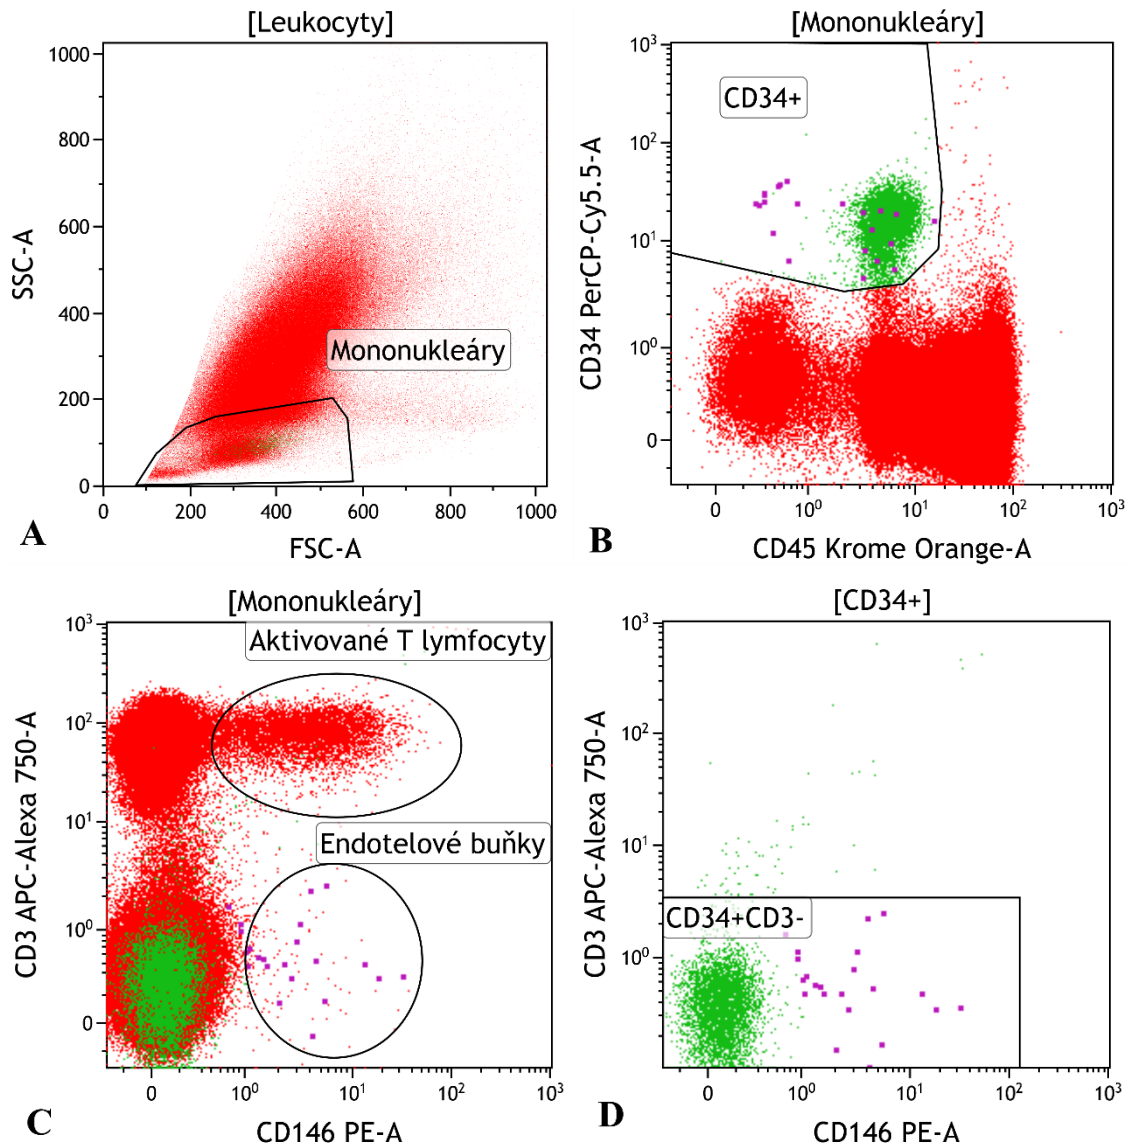 [Leukocyty]
1000
800
600
400
200
0
SSC-A
Mononukleáry
0
200
400
600
800
1000
FSC-A
A
[Mononukleáry]
10³
10²
10¹
10⁰
0
CD34 PerCP-Cy5.5-A
CD34+
0
10⁰
10¹
10²
10³
CD45 Krome Orange-A
B
[Mononukleáry]
10³
10²
10¹
10⁰
0
CD3 APC-Alexa 750-A
Aktivované T lymfocyty
Endotelové buňky
0
10⁰
10¹
10²
10³
CD146 PE-A
C
[CD34+]
10³
10²
10¹
10⁰
0
CD3 APC-Alexa 750-A
CD34+CD3-
0
10⁰
10¹
10²
10³
CD146 PE-A
D